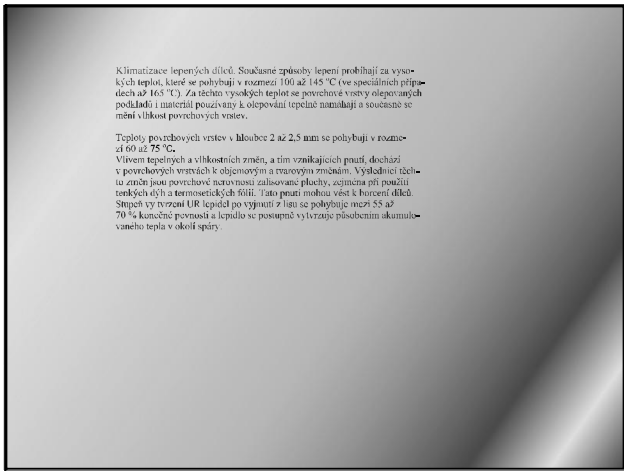 Klimatizace lepených dílců. Současné způsoby lepení probíhají za vyso-
kých teplot, které se pohybují v rozmezí 100 až 145 °C (ve speciálních přípa-
dech až 165 °C). Za těchto vysokých teplot se povrchové vrstvy olepovaných
podkladů i materiál používaný k olepování tepelně namáhají a současně se
mění vlhkost povrchových vrstev.
Teploty povrchových vrstev v hloubce 2 až 2,5 mm se pohybují v rozme-
zí 60 až 75 °C.
Vlivem tepelných a vlhkostních změn, a tím vznikajících pnutí, dochází
v povrchových vrstvách k objemovým a tvarovým změnám. Výslednicí těch-
to změn jsou povrchové nerovnosti zalisované plochy, zejména při použití
tenkých dýh a termosetických fólií. Tato pnutí mohou vést k borcení dílců.
Stupeň vy tvrzení UR lepidel po vyjmutí z lisu se pohybuje mezi 55 až
70 % konečné pevnosti a lepidlo se postupně vytvrzuje působením akumulo-
vaného tepla v okolí spáry.